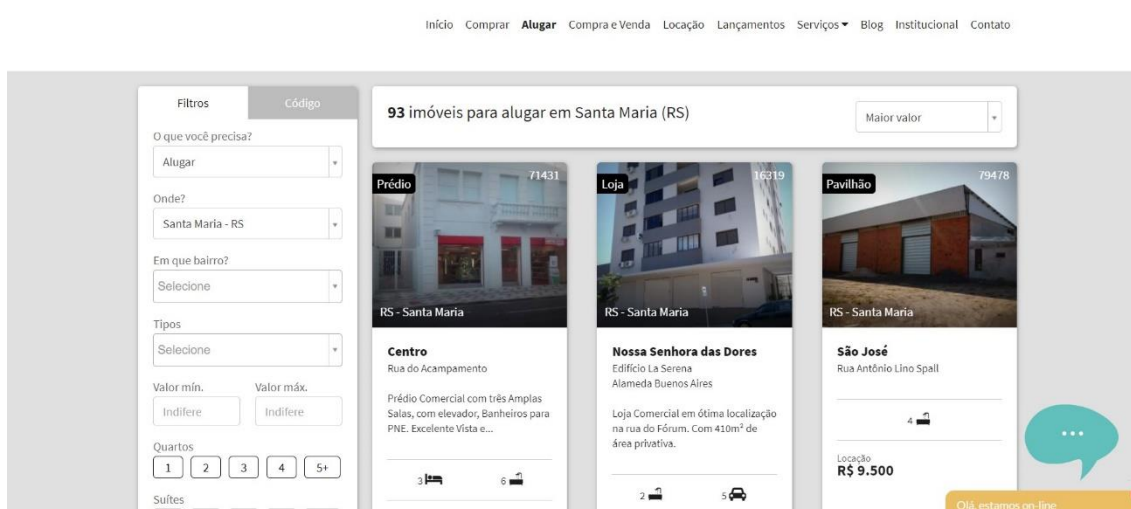 Início Comprar Alugar Compra e Venda Locação Lançamentos Serviços Blog Institucional Contato
Filtros Código
O que você precisa?
Alugar
Onde?
Santa Maria - RS
Em que bairro?
Selecione
Tipos
Selecione
Valor mín. Valor máx.
Indifere Indifere
Quartos
1 2 3 4 5+
Suítes
93 imóveis para alugar em Santa Maria (RS)
Maior valor
Prédio 71431
RS - Santa Maria
Centro
Rua do Acampamento
Prédio Comercial com três Amplas
Salas, com elevador, Banheiros para
PNE. Excelente Vista e...
3 6
Loja 16319
RS - Santa Maria
Nossa Senhora das Dores
Edifício La Serena
Alameda Buenos Aires
Loja Comercial em ótima localização
na rua do Fórum. Com 410m² de
área privativa.
2 5
Pavilhão 79478
RS - Santa Maria
São José
Rua Antônio Lino Spall
4
Locação
R$ 9.500
Olá, estamos on-line